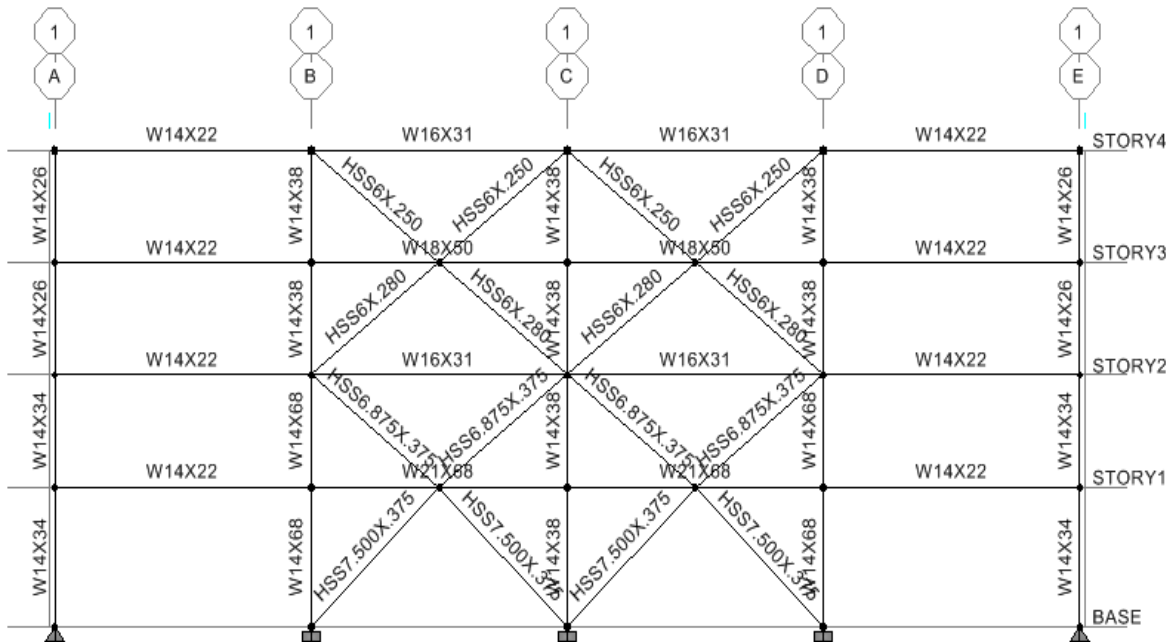 1 1 1 1 1
A B C D E
W14X22 W16X31 W16X31 W14X22 STORY4
W14X26 W14X38 HSS6X.250 HSS6X.250 W14X38 HSS6X.250 HSS6X.250 W14X38 W14X26
W14X22 W18X50 W18X50 W14X22 STORY3
W14X26 W14X38 HSS6X.280 HSS6X.280 W14X38 HSS6X.280 HSS6X.280 W14X38 W14X26
W14X22 W16X31 W16X31 W14X22 STORY2
W14X34 W14X68 HSS6.875X.375 HSS6.875X.375 W14X38 HSS6.875X.375 HSS6.875X.375 W14X68 W14X34
W14X22 W21X68 W21X68 W14X22 STORY1
W14X34 W14X68 HSS7.500X.375 HSS7.500X.375 W14X38 HSS7.500X.375 HSS7.500X.375 W14X68 W14X34
BASE